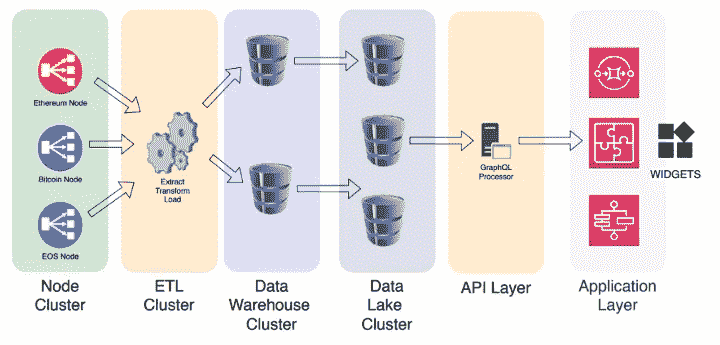 Ethereum Node
Bitcoin Node
EOS Node
Extract
Transform
Load
GraphQL
Processor
WIDGETS
Node
Cluster
ETL
Cluster
Data
Warehouse
Cluster
Data
Lake
Cluster
API Layer
Application
Layer